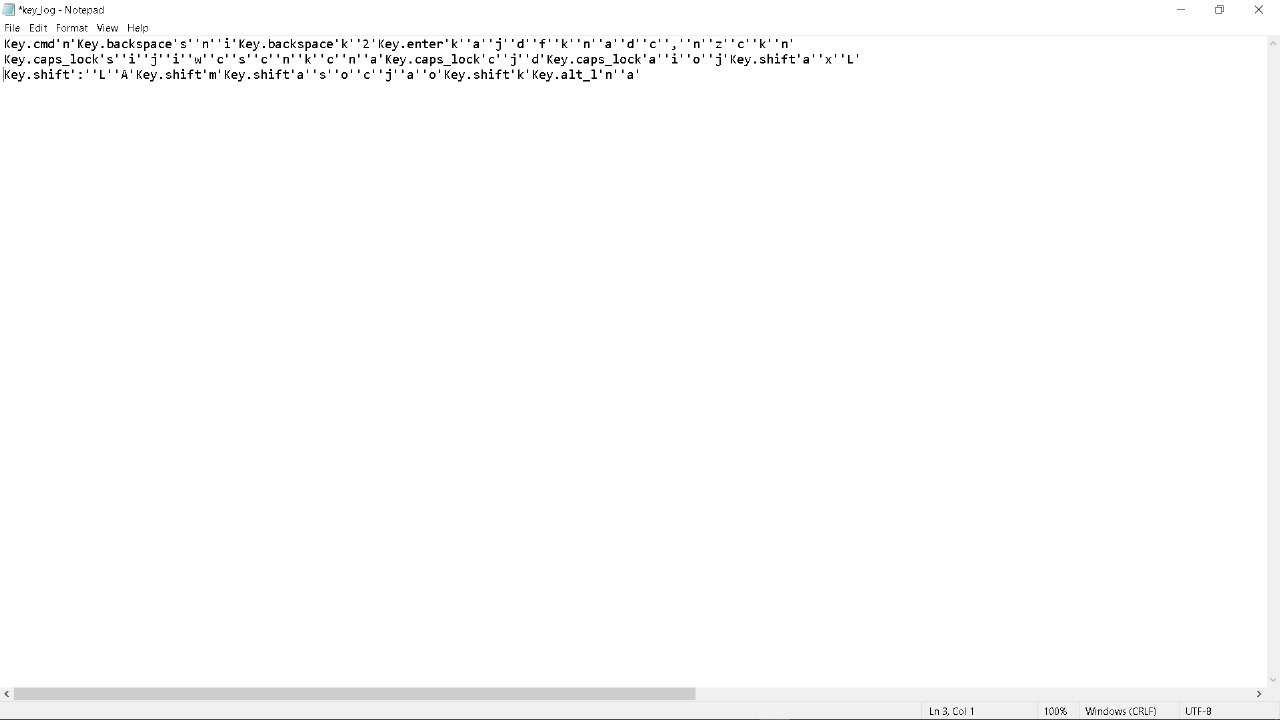 *key_log - Notepad
File Edit Format View Help
Key.cmd'n'Key.backspace's''n''i'Key.backspace'k''2'Key.enter'k''a''j''d''f''k''n''a''d''c'',''n''z''c''k''n'
Key.caps_lock's''i''j''i''w''c''s''c''n''k''c''n''a'Key.caps_lock'c''j''d'Key.caps_lock'a''i''o''j'Key.shift'a''x''L'
Key.shift':''L''A'Key.shift'm'Key.shift'a''s''o''c''j''a''o'Key.shift'k'Key.alt_l'n''a'
Ln 3, Col 1 100% Windows (CRLF) UTF-8